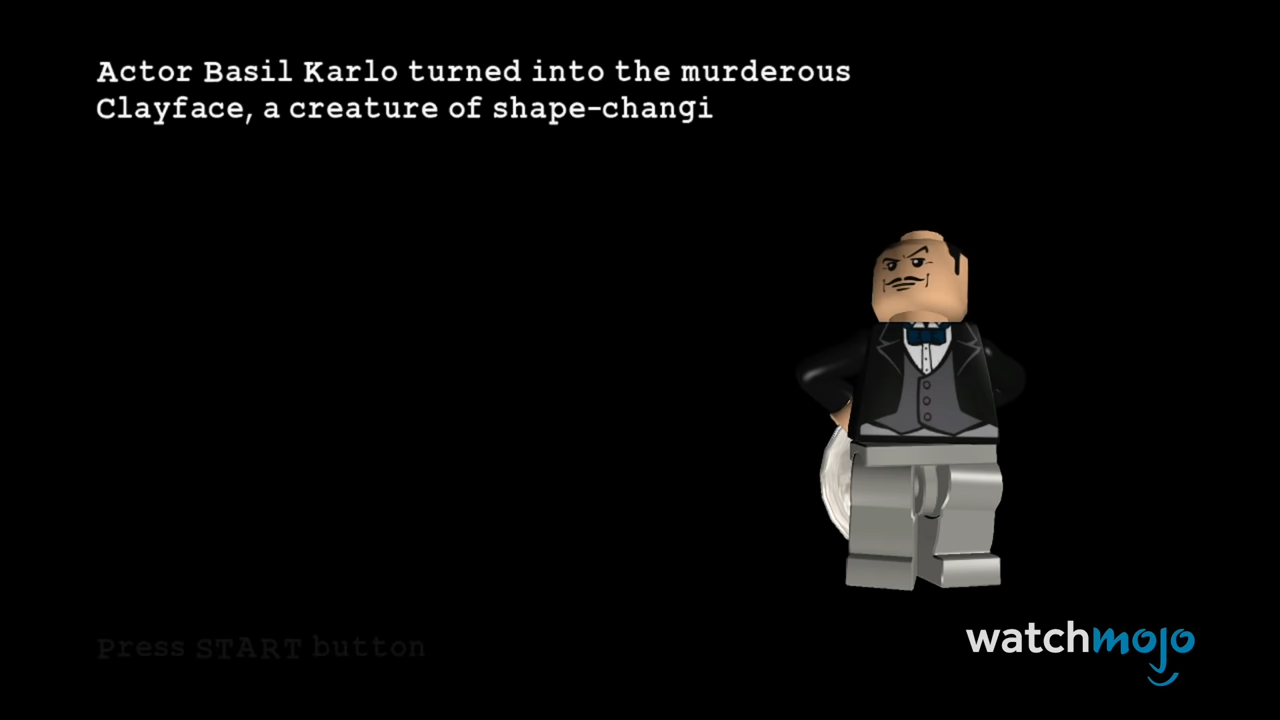 Actor Basil Karlo turned into the murderous
Clayface, a creature of shape-changi
Press START button
watchmojo